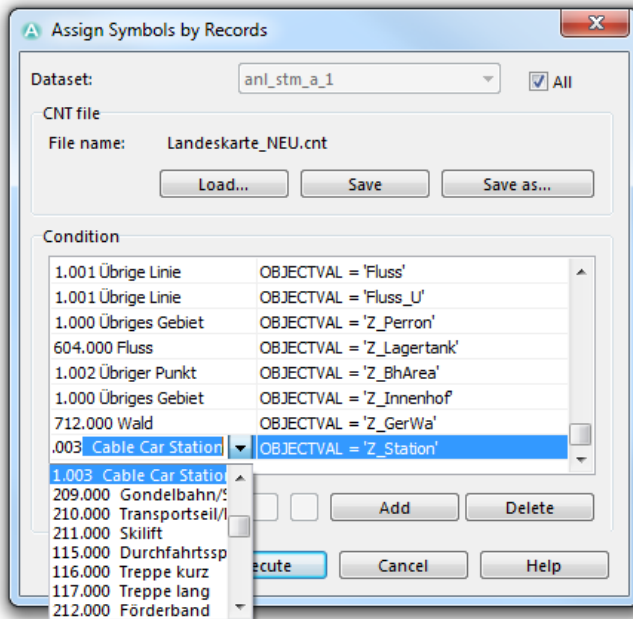 Assign Symbols by Records
Dataset: anl_stm_a_1 All
CNT file
File name: Landeskarte_NEU.cnt
Load... Save Save as...
Condition
1.001 Übrige Linie OBJECTVAL = 'Fluss'
1.001 Übrige Linie OBJECTVAL = 'Fluss_U'
1.000 Übriges Gebiet OBJECTVAL = 'Z_Perron'
604.000 Fluss OBJECTVAL = 'Z_Lagertank'
1.002 Übriger Punkt OBJECTVAL = 'Z_BhArea'
1.000 Übriges Gebiet OBJECTVAL = 'Z_Innenhof'
712.000 Wald OBJECTVAL = 'Z_GerWa'
.003 Cable Car Station OBJECTVAL = 'Z_Station'
1.003 Cable Car Station
209.000 Gondelbahn/S
210.000 Transportseil/
211.000 Skilift
115.000 Durchfahrtssp
116.000 Treppe kurz
117.000 Treppe lang
212.000 Förderband
Add Delete
ecute Cancel Help